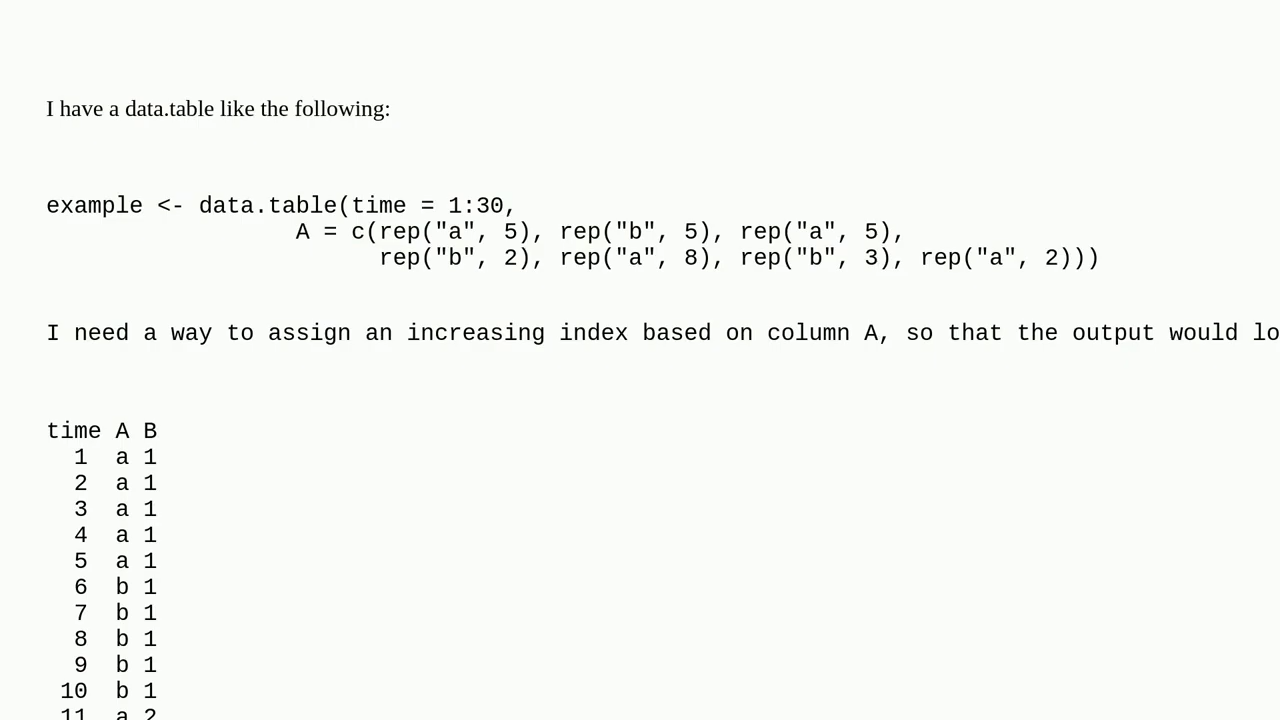 I have a data.table like the following:
example <- data.table(time = 1:30,
                  A = c(rep("a", 5), rep("b", 5), rep("a", 5),
                        rep("b", 2), rep("a", 8), rep("b", 3), rep("a", 2)))
I need a way to assign an increasing index based on column A, so that the output would lo
time A B
  1  a 1
  2  a 1
  3  a 1
  4  a 1
  5  a 1
  6  b 1
  7  b 1
  8  b 1
  9  b 1
 10  b 1
 11  a 2